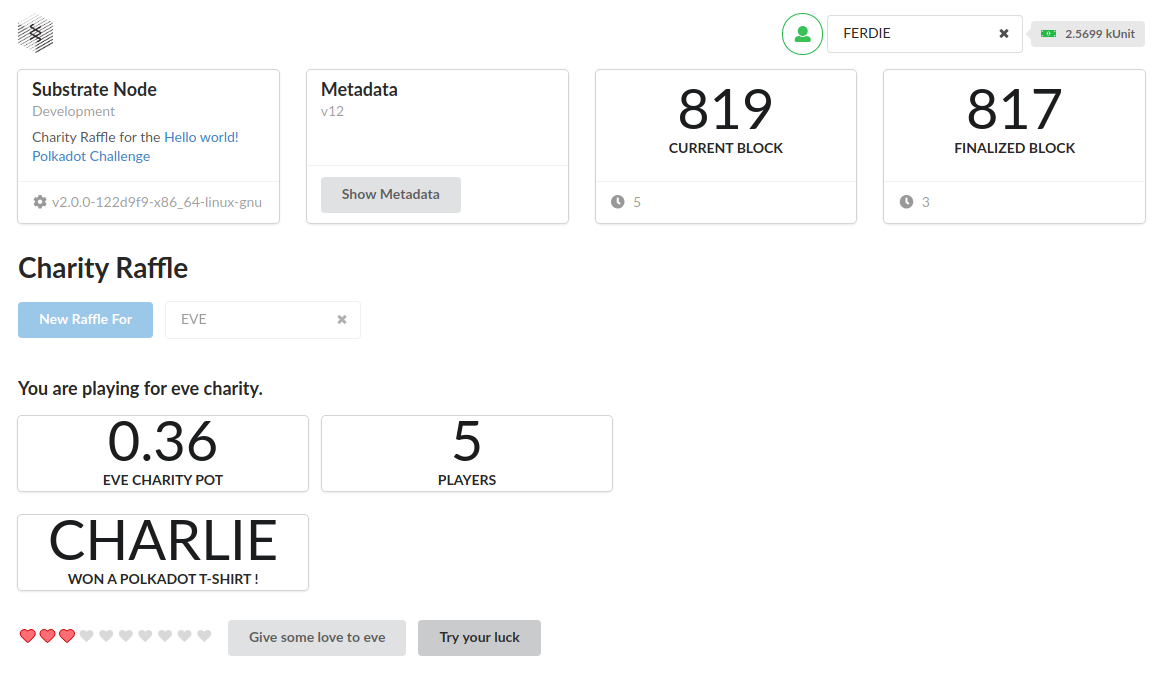 FERDIE
2.5699 kUnit
Substrate Node
Development
Charity Raffle for the Hello world!
Polkadot Challenge
v2.0.0-122d9f9-x86_64-linux-gnu
Metadata
v12
Show Metadata
819
CURRENT BLOCK
5
817
FINALIZED BLOCK
3
Charity Raffle
New Raffle For
EVE
You are playing for eve charity.
0.36
EVE CHARITY POT
5
PLAYERS
CHARLIE
WON A POLKADOT T-SHIRT !
Give some love to eve
Try your luck